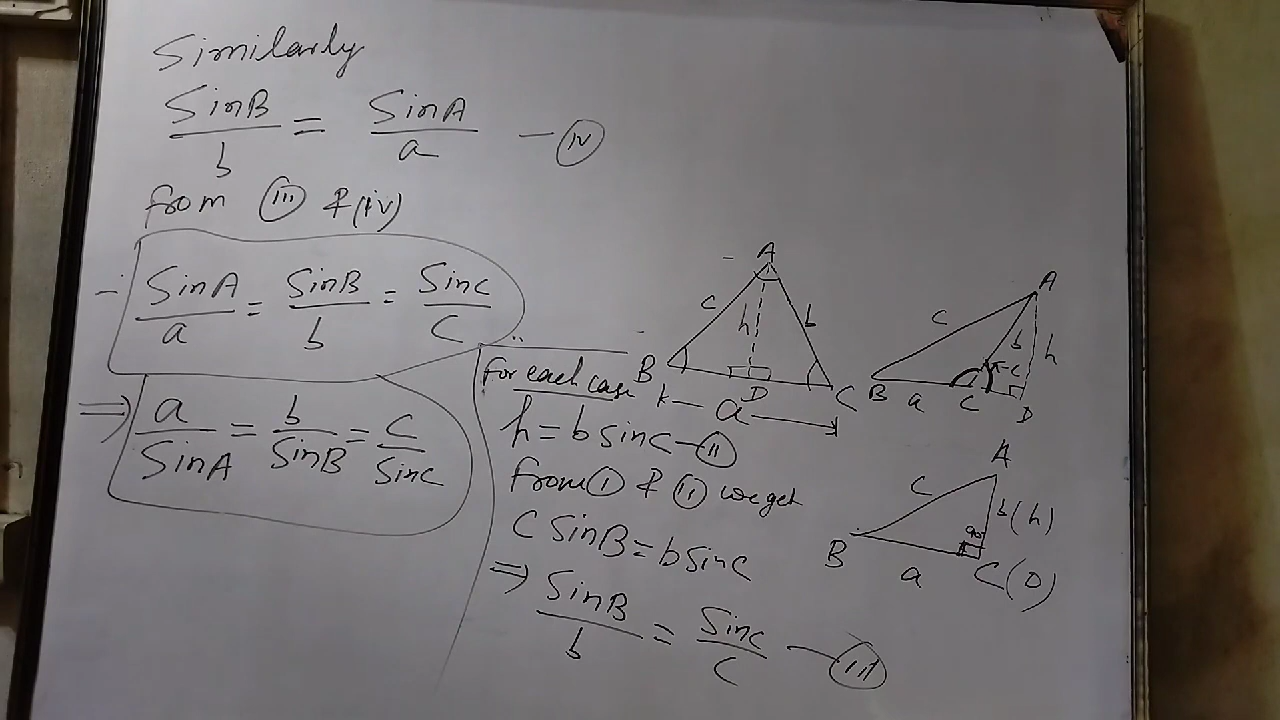 Similarly
SinB/b = SinA/a - (iv)
from (iii) & (iv)
SinA/a = SinB/b = Sinc/C
⇒ a/SinA = b/SinB = C/Sinc
for each case
h = b sinc - (ii)
from (i) & (ii) we get
C SinB = b sinc
⇒ SinB/b = Sinc/C - (iii)
A
c h b
B D C
a
A
c b h
B a C π-c D
A
c b(h)
90°
B a C(D)